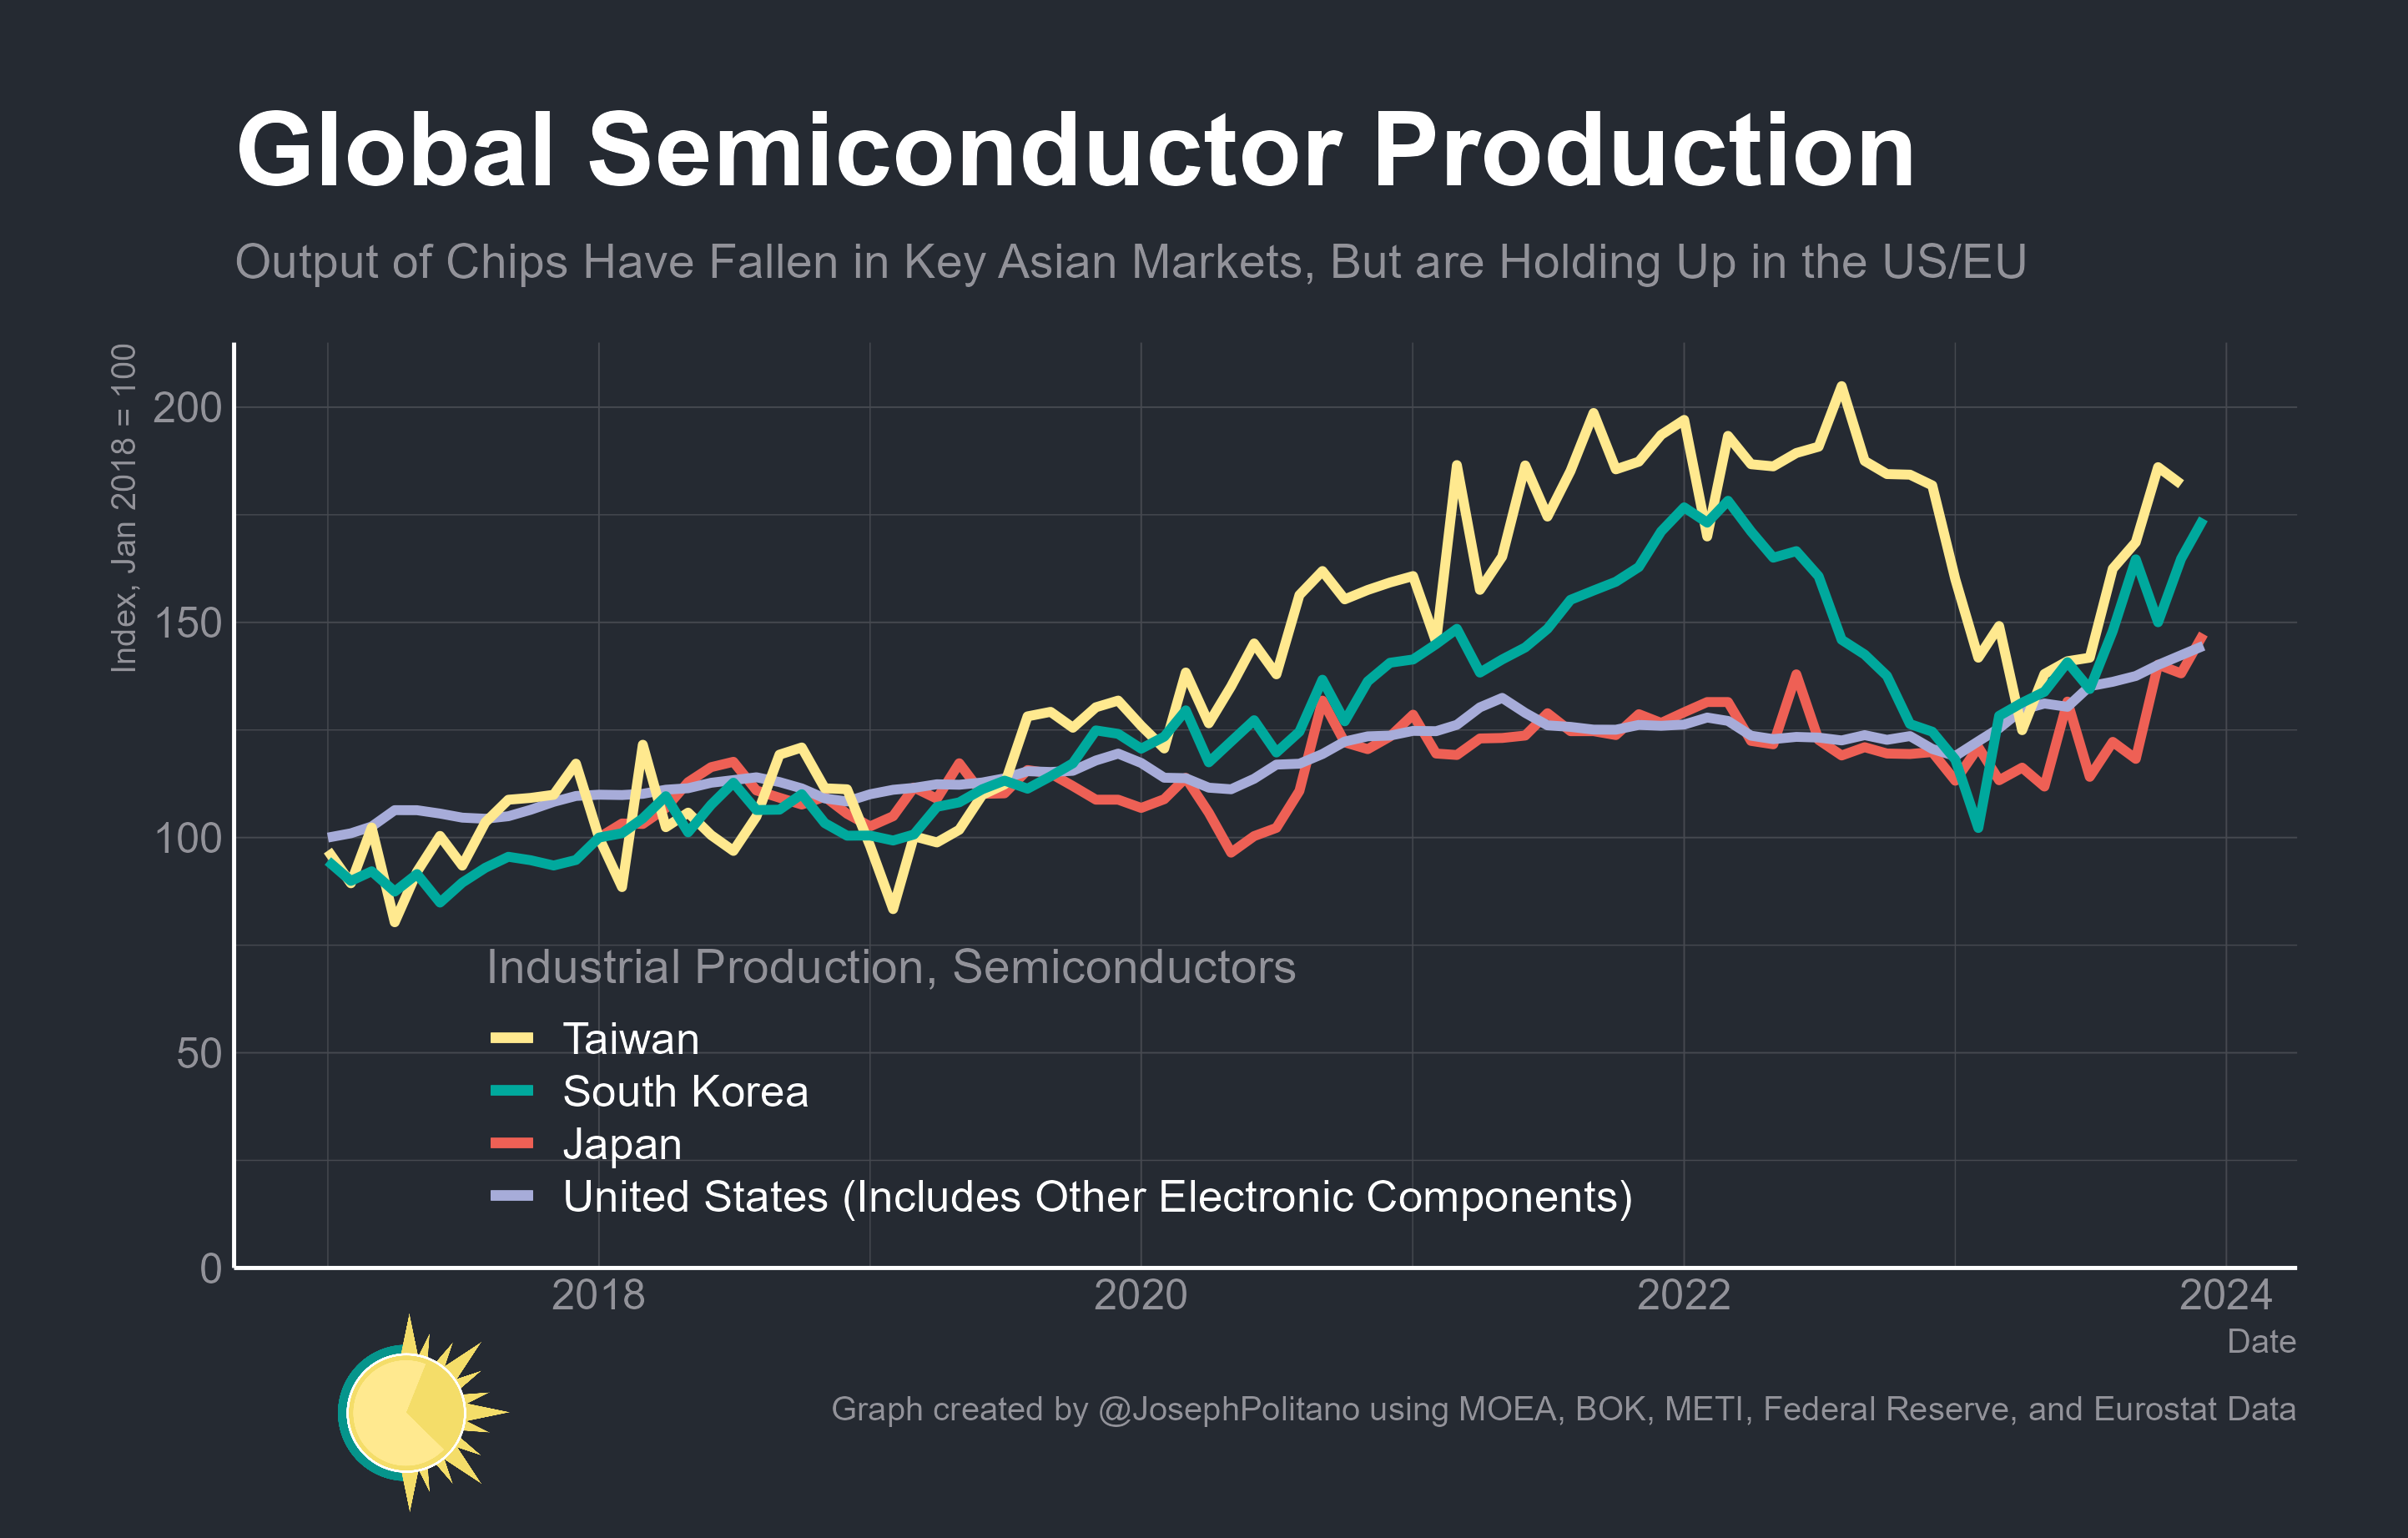 Global Semiconductor Production
Output of Chips Have Fallen in Key Asian Markets, But are Holding Up in the US/EU
Index, Jan 2018 = 100
200
150
100
50
0
Industrial Production, Semiconductors
Taiwan
South Korea
Japan
United States (Includes Other Electronic Components)
2018 2020 2022 2024
Date
Graph created by @JosephPolitano using MOEA, BOK, METI, Federal Reserve, and Eurostat Data